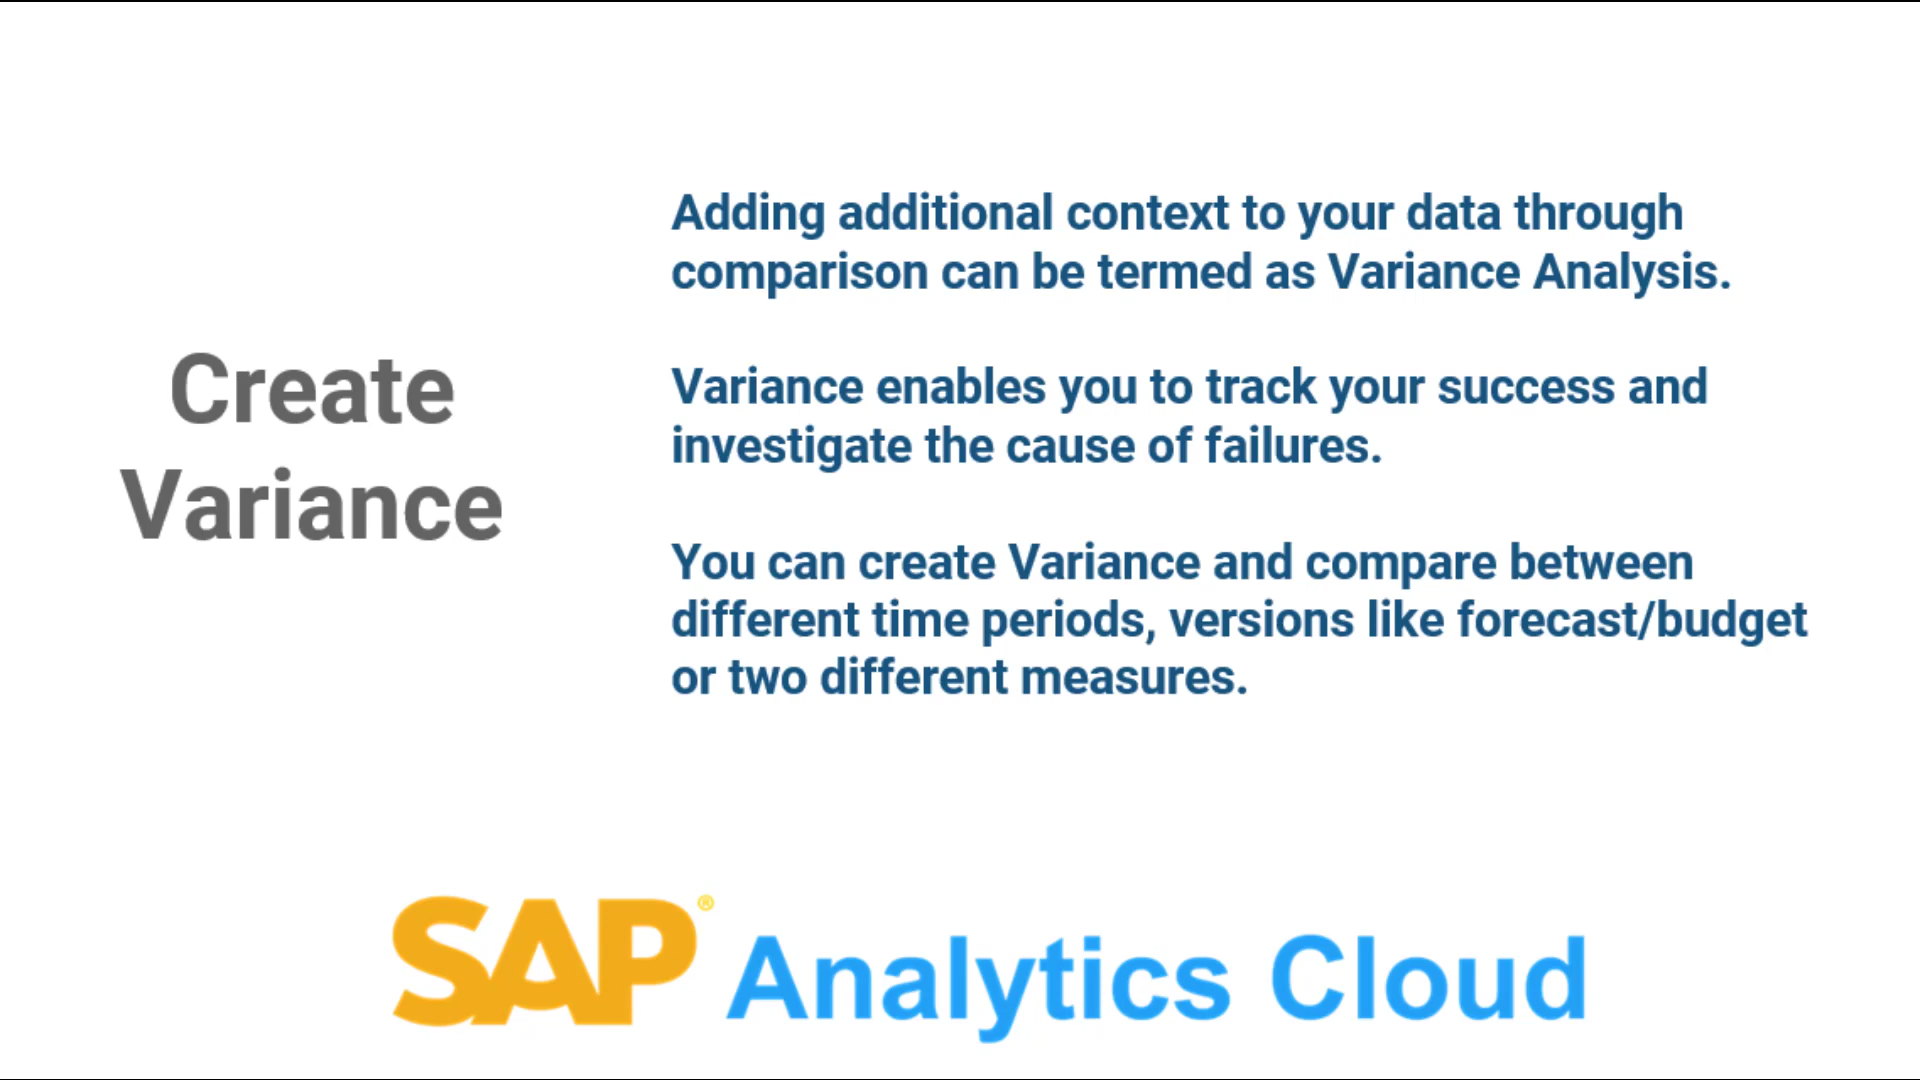 Create
Variance
Adding additional context to your data through
comparison can be termed as Variance Analysis.
Variance enables you to track your success and
investigate the cause of failures.
You can create Variance and compare between
different time periods, versions like forecast/budget
or two different measures.
SAP® Analytics Cloud